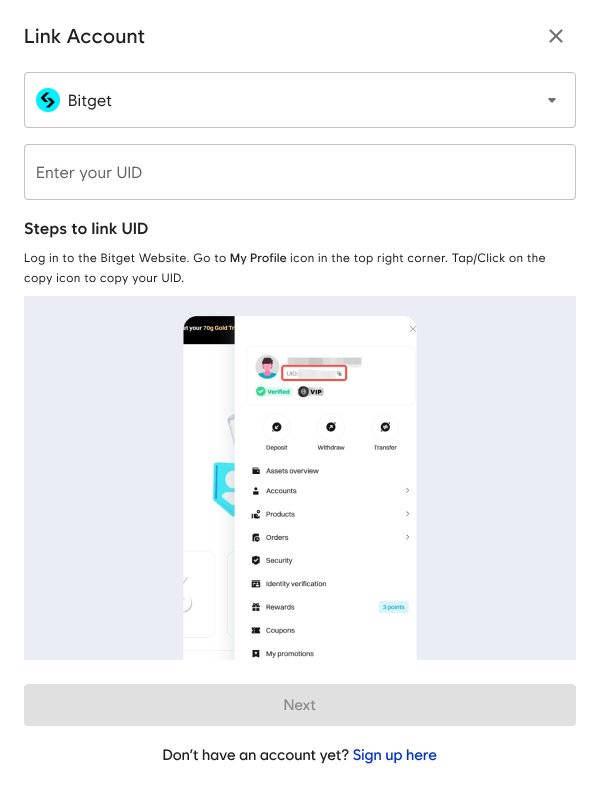 Link Account
Bitget
Enter your UID
Steps to link UID
Log in to the Bitget Website. Go to My Profile icon in the top right corner. Tap/Click on the
copy icon to copy your UID.
et your 70g Gold Tr
UID:
Verified
VIP
Deposit
Withdraw
Transfer
Assets overview
Accounts
Products
Orders
Security
Identity verification
Rewards
3 points
Coupons
My promotions
Next
Don’t have an account yet? Sign up here